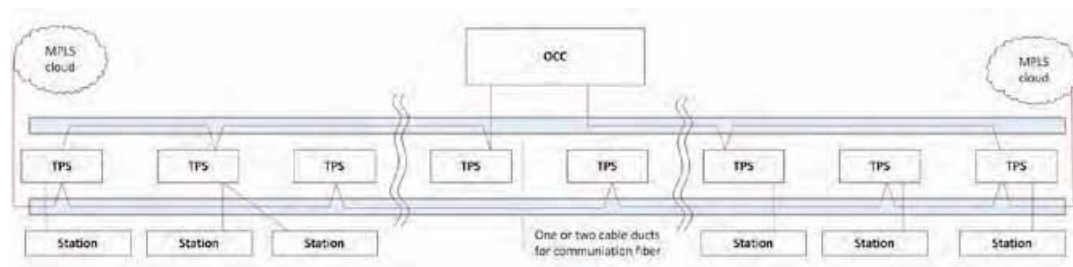 MPLS
cloud
OCC
MPLS
cloud
TPS
TPS
TPS
TPS
TPS
TPS
TPS
TPS
Station
Station
Station
One or two cable ducts
for communiation fiber
Station
Station
Station